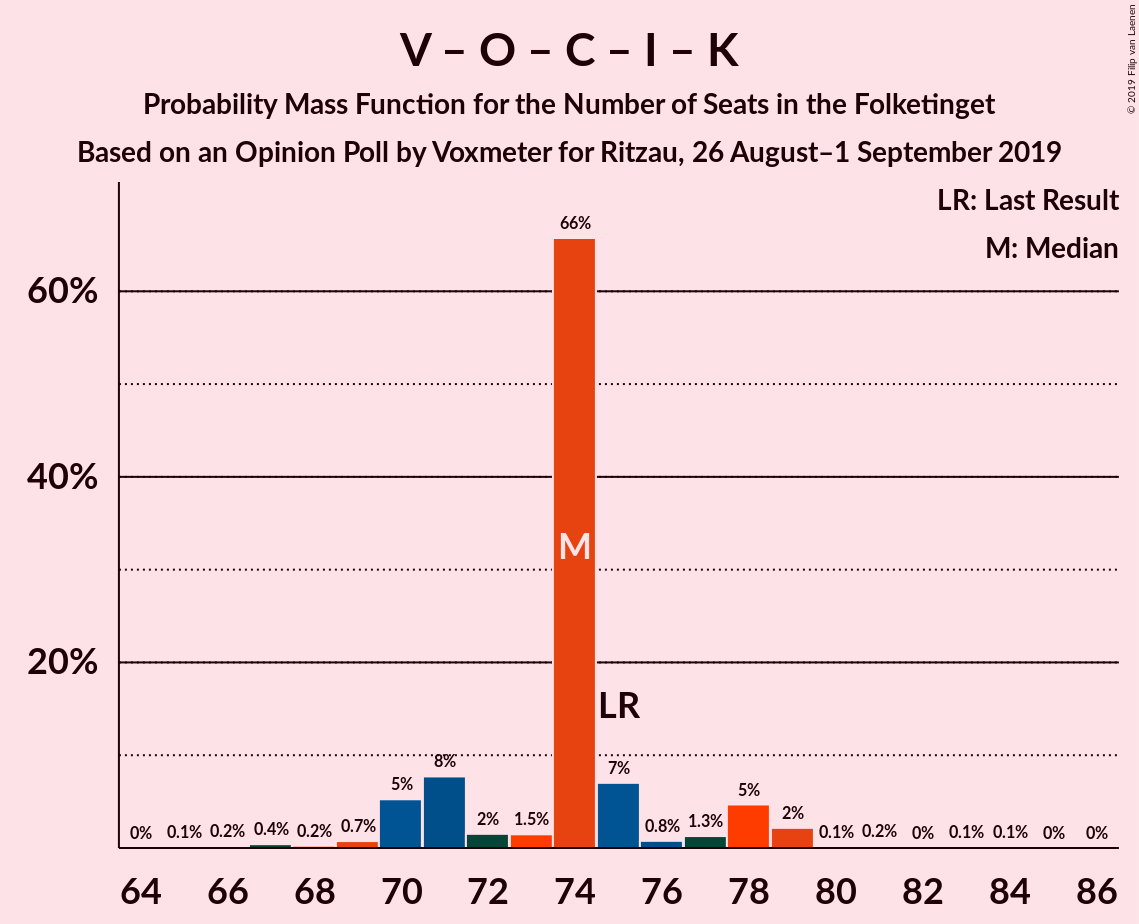 V – O – C – I – K
Probability Mass Function for the Number of Seats in the Folketinget
Based on an Opinion Poll by Voxmeter for Ritzau, 26 August–1 September 2019
© 2019 Filip van Laenen
LR: Last Result
M: Median
60%
40%
20%
0%
0.1%
0.2%
0.4%
0.2%
0.7%
5%
8%
2%
1.5%
66%
M
LR
7%
0.8%
1.3%
5%
2%
0.1%
0.2%
0%
0.1%
0.1%
0%
0%
64 66 68 70 72 74 76 78 80 82 84 86